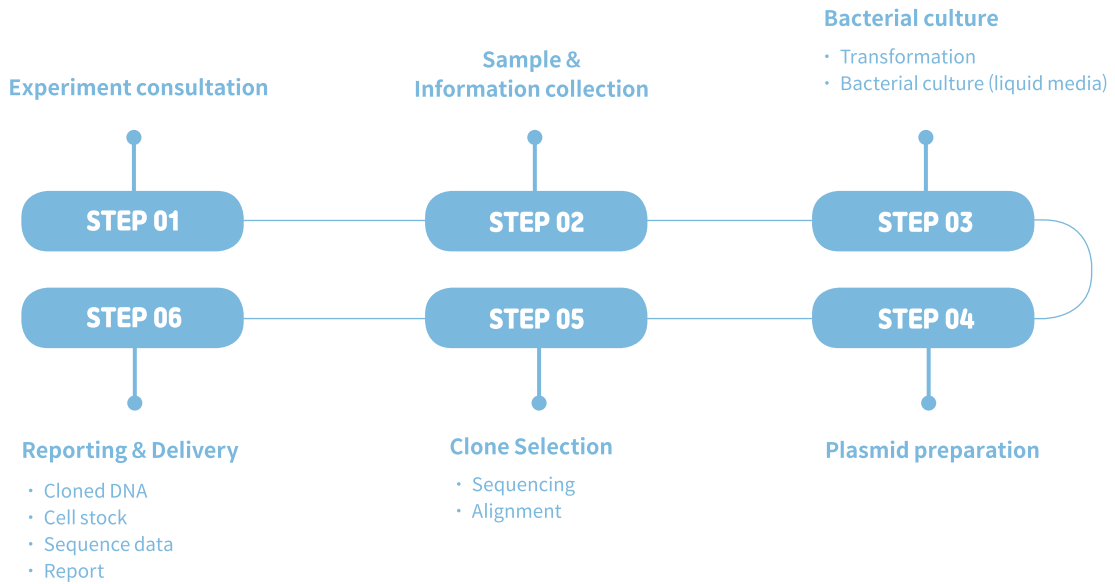 Experiment consultation
Sample &
Information collection
Bacterial culture
· Transformation
· Bacterial culture (liquid media)
STEP 01
STEP 02
STEP 03
STEP 06
STEP 05
STEP 04
Reporting & Delivery
· Cloned DNA
· Cell stock
· Sequence data
· Report
Clone Selection
· Sequencing
· Alignment
Plasmid preparation